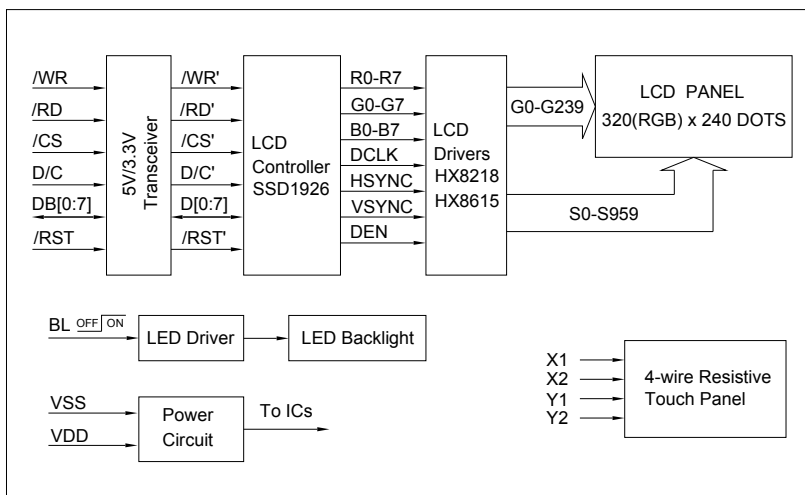 /WR
/RD
/CS
D/C
DB[0:7]
/RST
5V/3.3V
Transceiver
/WR'
/RD'
/CS'
D/C'
D[0:7]
/RST'
LCD
Controller
SSD1926
R0-R7
G0-G7
B0-B7
DCLK
HSYNC
VSYNC
DEN
LCD
Drivers
HX8218
HX8615
G0-G239
S0-S959
LCD PANEL
320(RGB) x 240 DOTS
BL OFF ON
LED Driver
LED Backlight
VSS
VDD
Power
Circuit
To ICs
X1
X2
Y1
Y2
4-wire Resistive
Touch Panel